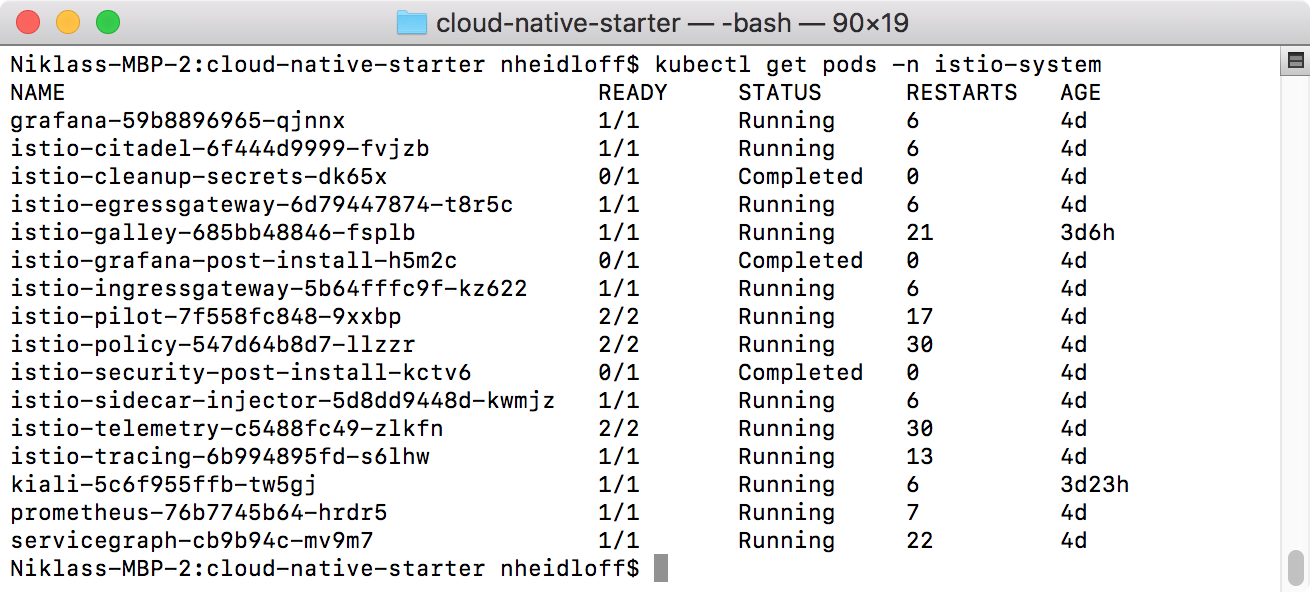 cloud-native-starter — -bash — 90×19
Niklass-MBP-2:cloud-native-starter nheidloff$ kubectl get pods -n istio-system
NAME READY STATUS RESTARTS AGE
grafana-59b8896965-qjnnx 1/1 Running 6 4d
istio-citadel-6f444d9999-fvjzb 1/1 Running 6 4d
istio-cleanup-secrets-dk65x 0/1 Completed 0 4d
istio-egressgateway-6d79447874-t8r5c 1/1 Running 6 4d
istio-galley-685bb48846-fsplb 1/1 Running 21 3d6h
istio-grafana-post-install-h5m2c 0/1 Completed 0 4d
istio-ingressgateway-5b64fffc9f-kz622 1/1 Running 6 4d
istio-pilot-7f558fc848-9xxbp 2/2 Running 17 4d
istio-policy-547d64b8d7-llzzr 2/2 Running 30 4d
istio-security-post-install-kctv6 0/1 Completed 0 4d
istio-sidecar-injector-5d8dd9448d-kwmjz 1/1 Running 6 4d
istio-telemetry-c5488fc49-zlkfn 2/2 Running 30 4d
istio-tracing-6b994895fd-s6lhw 1/1 Running 13 4d
kiali-5c6f955ffb-tw5gj 1/1 Running 6 3d23h
prometheus-76b7745b64-hrdr5 1/1 Running 7 4d
servicegraph-cb9b94c-mv9m7 1/1 Running 22 4d
Niklass-MBP-2:cloud-native-starter nheidloff$